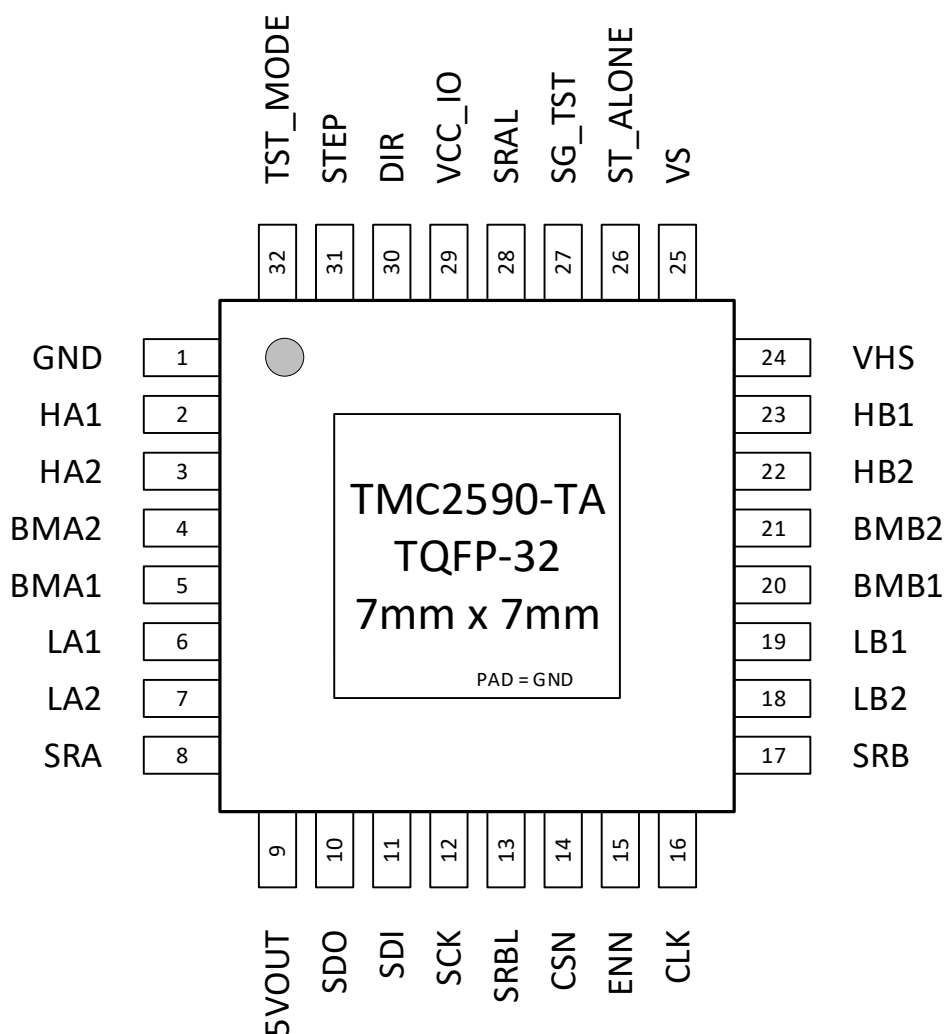 TST_MODE
STEP
DIR
VCC_IO
SRAL
SG_TST
ST_ALONE
VS
32
31
30
29
28
27
26
25
GND 1
HA1 2
HA2 3
BMA2 4
BMA1 5
LA1 6
LA2 7
SRA 8
24 VHS
23 HB1
22 HB2
21 BMB2
20 BMB1
19 LB1
18 LB2
17 SRB
TMC2590-TA
TQFP-32
7mm x 7mm
PAD = GND
9
10
11
12
13
14
15
16
5VOUT
SDO
SDI
SCK
SRBL
CSN
ENN
CLK